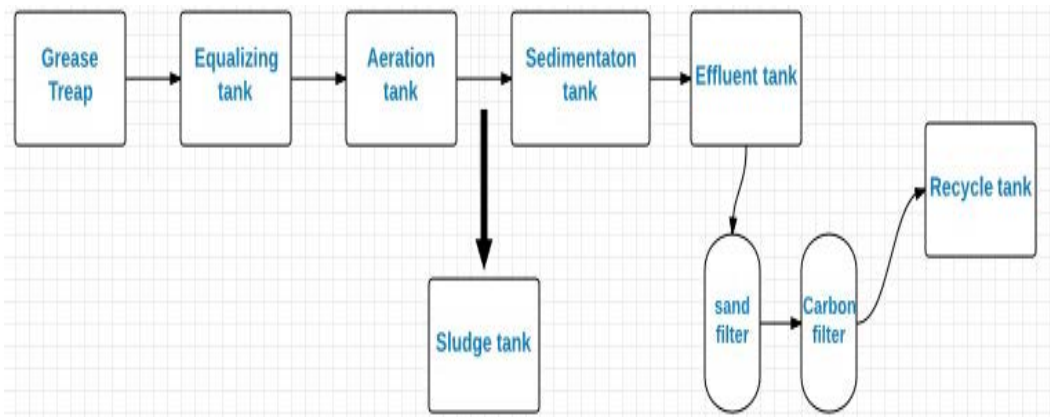 Grease
Treap
Equalizing
tank
Aeration
tank
Sedimentaton
tank
Effluent tank
Recycle tank
sand
filter
Carbon
filter
Sludge tank